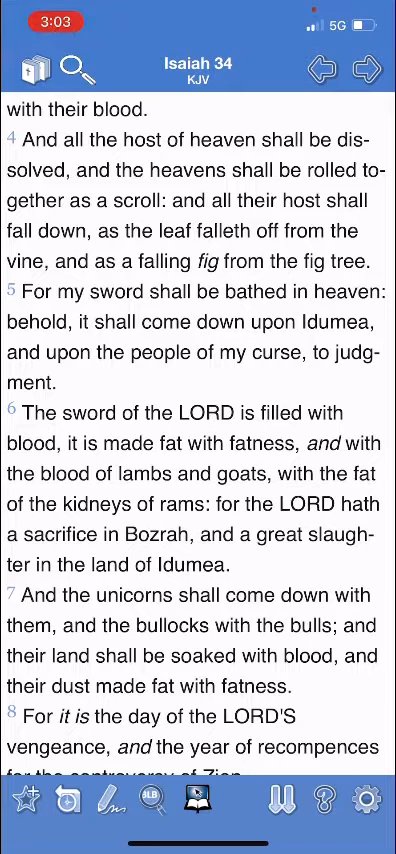 3:03
5G
Isaiah 34
KJV
with their blood.
4 And all the host of heaven shall be dis-
solved, and the heavens shall be rolled to-
gether as a scroll: and all their host shall
fall down, as the leaf falleth off from the
vine, and as a falling fig from the fig tree.
5 For my sword shall be bathed in heaven:
behold, it shall come down upon Idumea,
and upon the people of my curse, to judg-
ment.
6 The sword of the LORD is filled with
blood, it is made fat with fatness, and with
the blood of lambs and goats, with the fat
of the kidneys of rams: for the LORD hath
a sacrifice in Bozrah, and a great slaugh-
ter in the land of Idumea.
7 And the unicorns shall come down with
them, and the bullocks with the bulls; and
their land shall be soaked with blood, and
their dust made fat with fatness.
8 For it is the day of the LORD'S
vengeance, and the year of recompences
for the controversy of Zion.
BLB